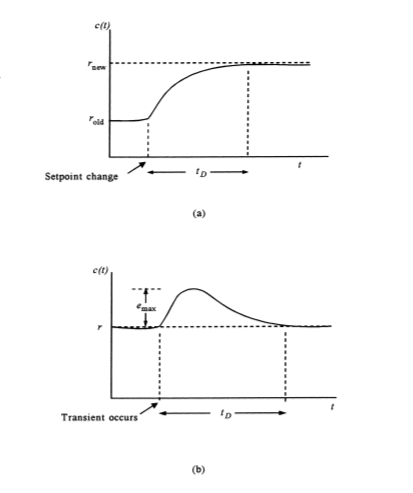 c(t)
r_new
r_old
t
Setpoint change
t_D
(a)
c(t)
e_max
r
t
Transient occurs
t_D
(b)